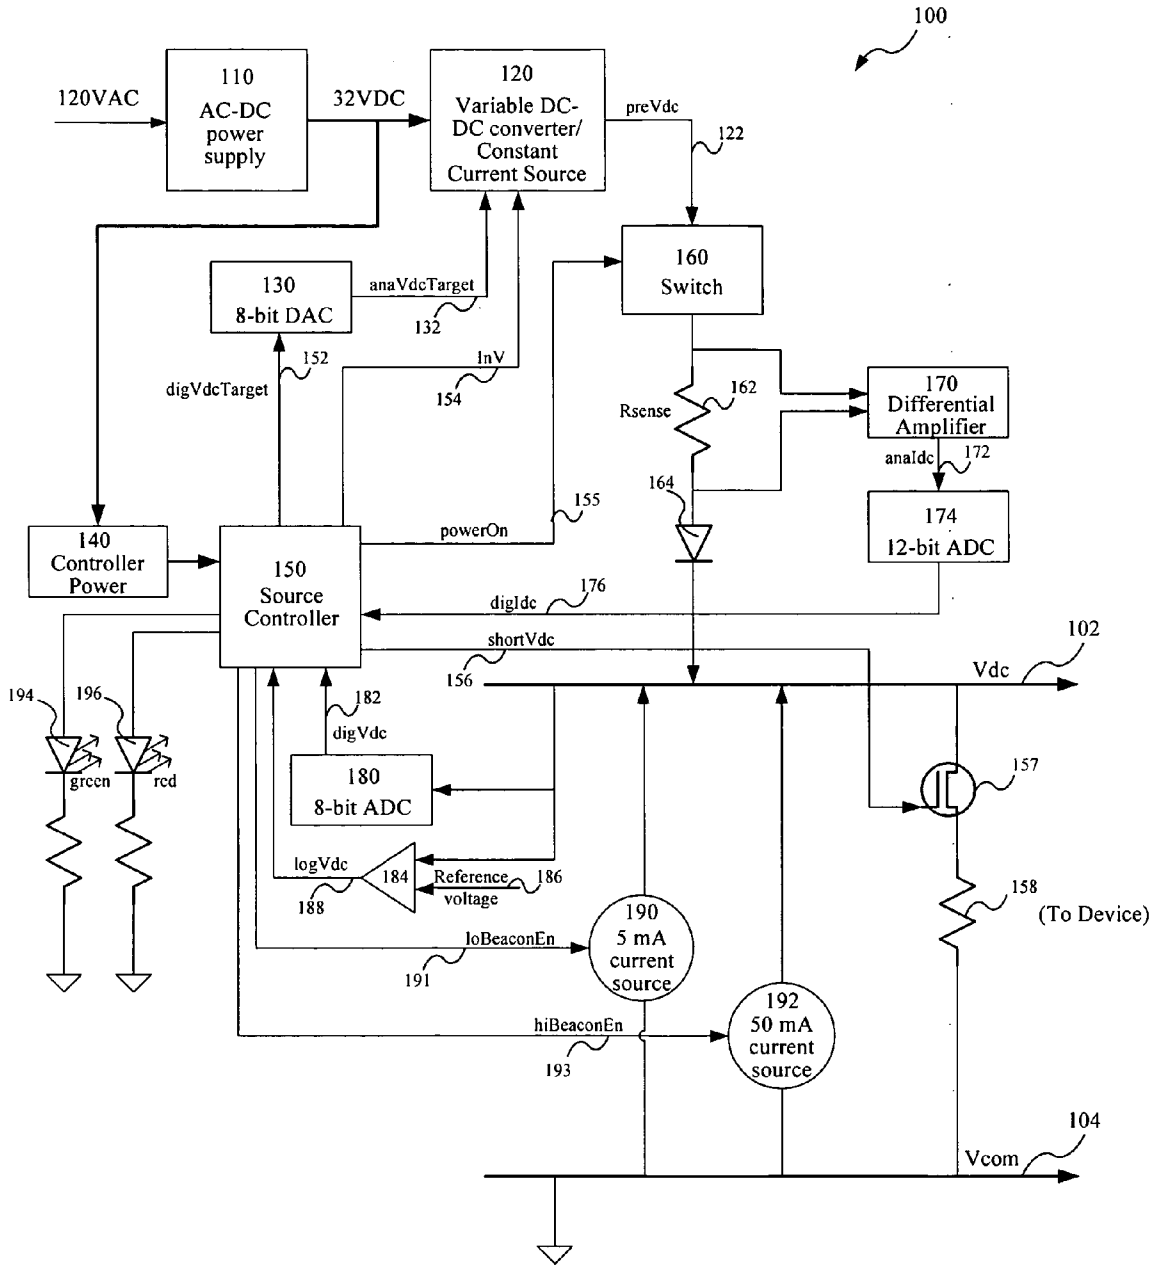 100
120VAC
110
AC-DC
power
supply
32VDC
120
Variable DC-
DC converter/
Constant
Current Source
preVdc
122
160
Switch
130
8-bit DAC
anaVdcTarget
132
152
digVdcTarget
InV
154
162
Rsense
170
Differential
Amplifier
anaIdc
172
164
155
174
12-bit ADC
140
Controller
Power
150
Source
Controller
powerOn
digIdc
176
shortVdc
156
102
Vdc
194
196
green
red
182
digVdc
180
8-bit ADC
157
logVdc
188
184
Reference
voltage
186
158
(To Device)
loBeaconEn
191
190
5 mA
current
source
hiBeaconEn
193
192
50 mA
current
source
104
Vcom